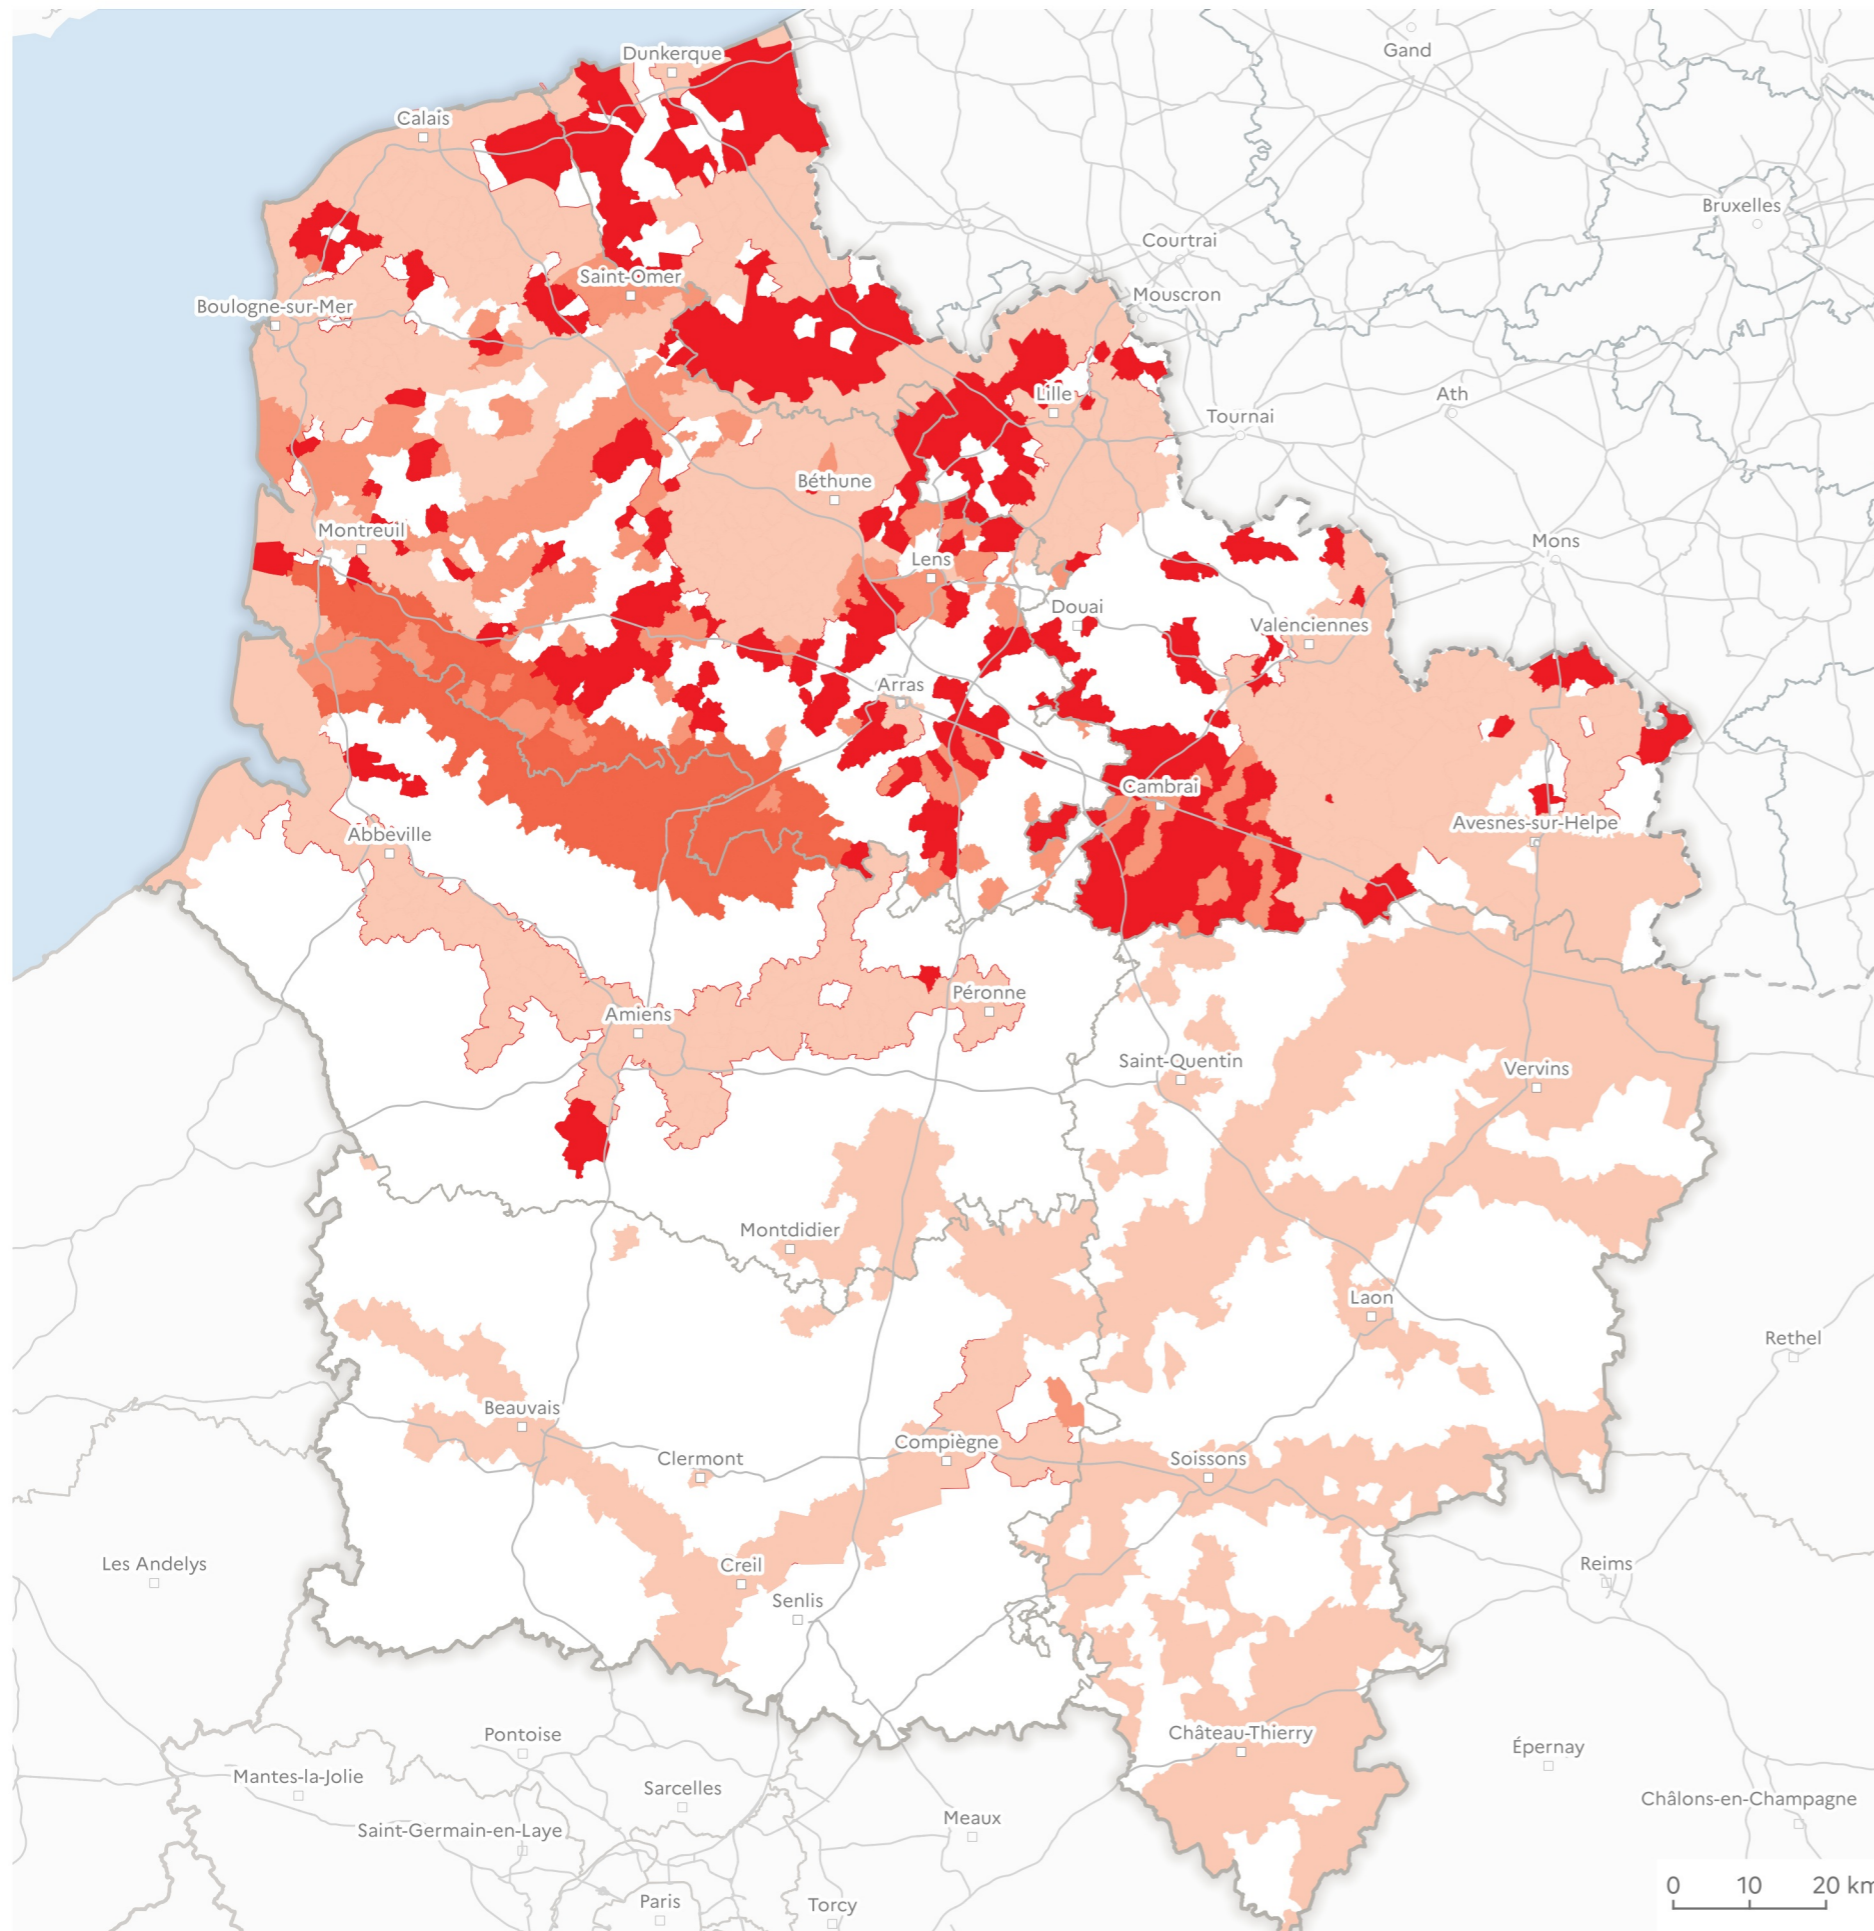 Dunkerque
Gand
Calais
Bruxelles
Courtrai
Saint-Omer
Mouscron
Boulogne-sur-Mer
Lille
Ath
Tournai
Béthune
Montreuil
Mons
Lens
Douai
Valenciennes
Arras
Cambrai
Avesnes-sur-Helpe
Abbeville
Péronne
Amiens
Saint-Quentin
Vervins
Montdidier
Laon
Rethel
Beauvais
Compiègne
Clermont
Soissons
Les Andelys
Creil
Reims
Senlis
Château-Thierry
Pontoise
Épernay
Mantes-la-Jolie
Sarcelles
Châlons-en-Champagne
Meaux
Saint-Germain-en-Laye
0 10 20 km
Paris
Torcy